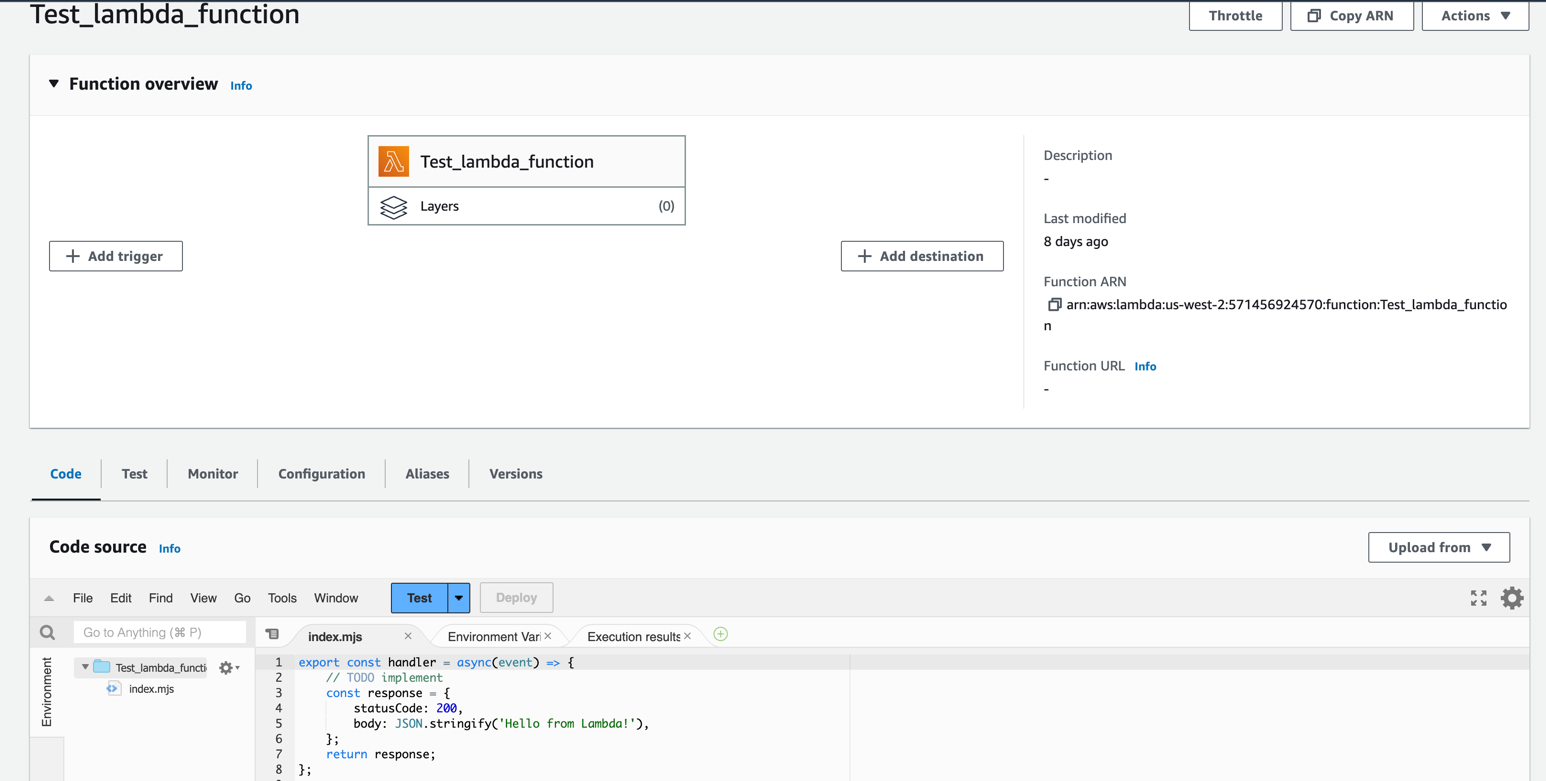 Test_lambda_function
Throttle
Copy ARN
Actions
Function overview Info
Test_lambda_function
Layers (0)
Add trigger
Add destination
Description
-
Last modified
8 days ago
Function ARN
arn:aws:lambda:us-west-2:571456924570:function:Test_lambda_functio
n
Function URL Info
-
Code Test Monitor Configuration Aliases Versions
Code source Info
Upload from
File Edit Find View Go Tools Window Test Deploy
Go to Anything (⌘ P)
index.mjs × Environment Vari × Execution results ×
Environment
Test_lambda_functi
index.mjs
1 export const handler = async(event) => {
2 // TODO implement
3 const response = {
4 statusCode: 200,
5 body: JSON.stringify('Hello from Lambda!'),
6 };
7 return response;
8 };